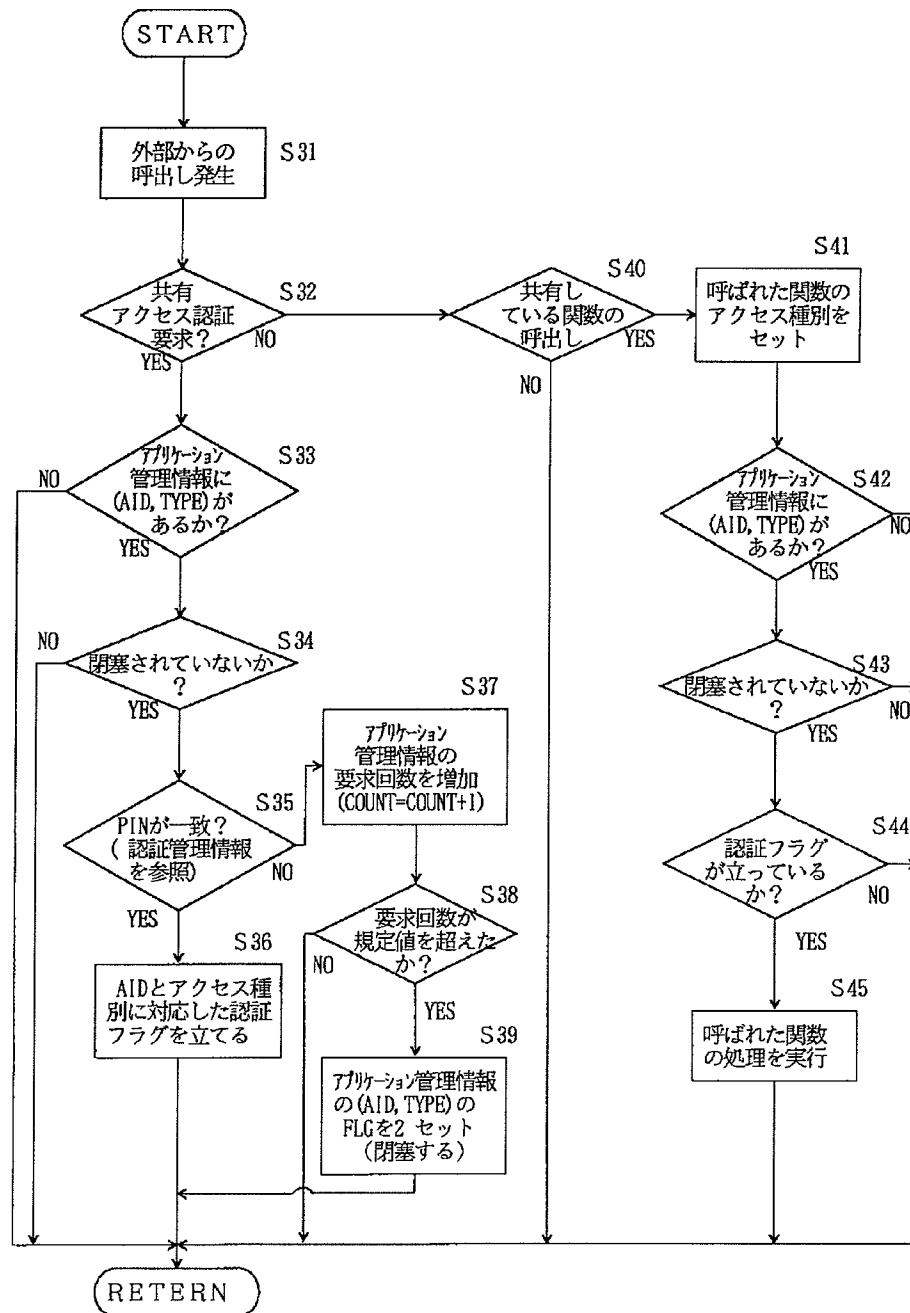 START
外部からの
呼出し発生
S31
共有
アクセス認証
要求?
S32
NO
YES
アプリケーション
管理情報に
(AID,TYPE)が
あるか?
S33
NO
YES
閉塞されていないか
?
S34
NO
YES
PINが一致?
( 認証管理情報
を参照)
S35
NO
YES
AIDとアクセス種
別に対応した認証
フラグを立てる
S36
アプリケーション
管理情報の
要求回数を増加
(COUNT=COUNT+1)
S37
要求回数が
規定値を超えた
か?
S38
NO
YES
アプリケーション管理情報
の(AID,TYPE)の
FLGを2 セット
(閉塞する)
S39
共有し
ている関数の
呼出し
S40
YES
NO
呼ばれた関数の
アクセス種別を
セット
S41
アプリケーション
管理情報に
(AID,TYPE)が
あるか?
S42
NO
YES
閉塞されていないか
?
S43
NO
YES
認証フラグ
が立っている
か?
S44
NO
YES
呼ばれた関数
の処理を実行
S45
RETERN